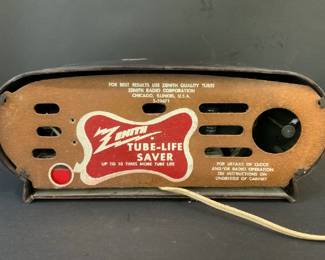 FOR BEST RESULTS USE ZENITH QUALITY TUBES
ZENITH RADIO CORPORATION
CHICAGO, ILLINOIS, U.S.A.
ZENITH
TUBE-LIFE
SAVER
UP TO 10 TIMES MORE TUBE LIFE
FOR DETAILS OF CLOCK
AND/OR RADIO OPERATION
SEE INSTRUCTIONS ON
UNDERSIDE OF CABINET